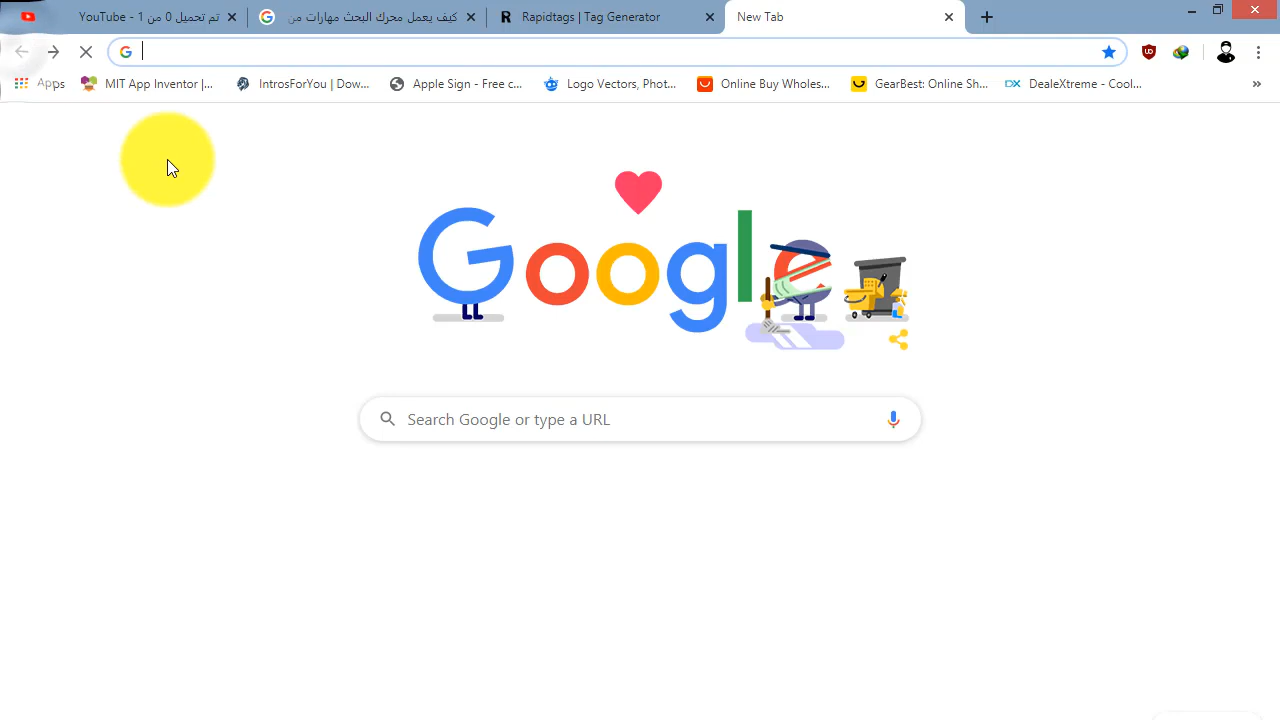 YouTube - تم تحميل 0 من 1
كيف يعمل محرك البحث مهارات من
Rapidtags | Tag Generator
New Tab
Apps
MIT App Inventor |...
IntrosForYou | Dow...
Apple Sign - Free c...
Logo Vectors, Phot...
Online Buy Wholes...
GearBest: Online Sh...
DX
DealeXtreme - Cool...
Google
Search Google or type a URL